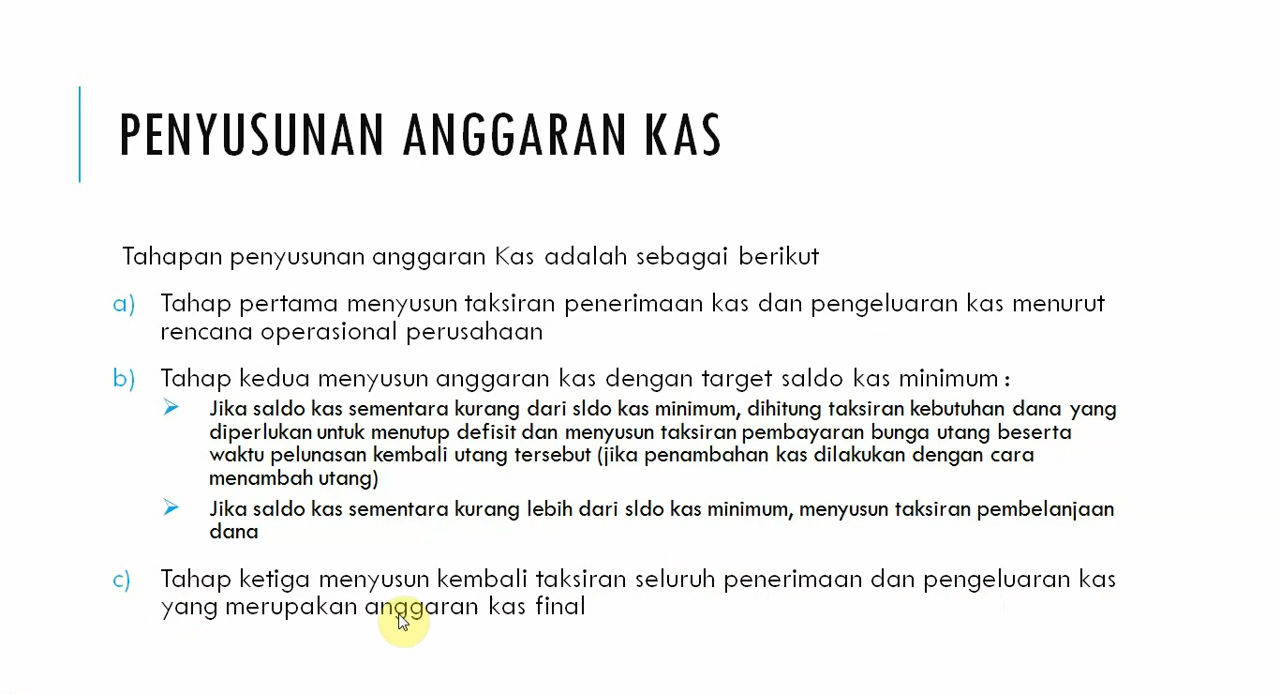 PENYUSUNAN ANGGARAN KAS
Tahapan penyusunan anggaran Kas adalah sebagai berikut
a) Tahap pertama menyusun taksiran penerimaan kas dan pengeluaran kas menurut
rencana operasional perusahaan
b) Tahap kedua menyusun anggaran kas dengan target saldo kas minimum :
Jika saldo kas sementara kurang dari sldo kas minimum, dihitung taksiran kebutuhan dana yang
diperlukan untuk menutup defisit dan menyusun taksiran pembayaran bunga utang beserta
waktu pelunasan kembali utang tersebut (jika penambahan kas dilakukan dengan cara
menambah utang)
Jika saldo kas sementara kurang lebih dari sldo kas minimum, menyusun taksiran pembelanjaan
dana
c) Tahap ketiga menyusun kembali taksiran seluruh penerimaan dan pengeluaran kas
yang merupakan anggaran kas final